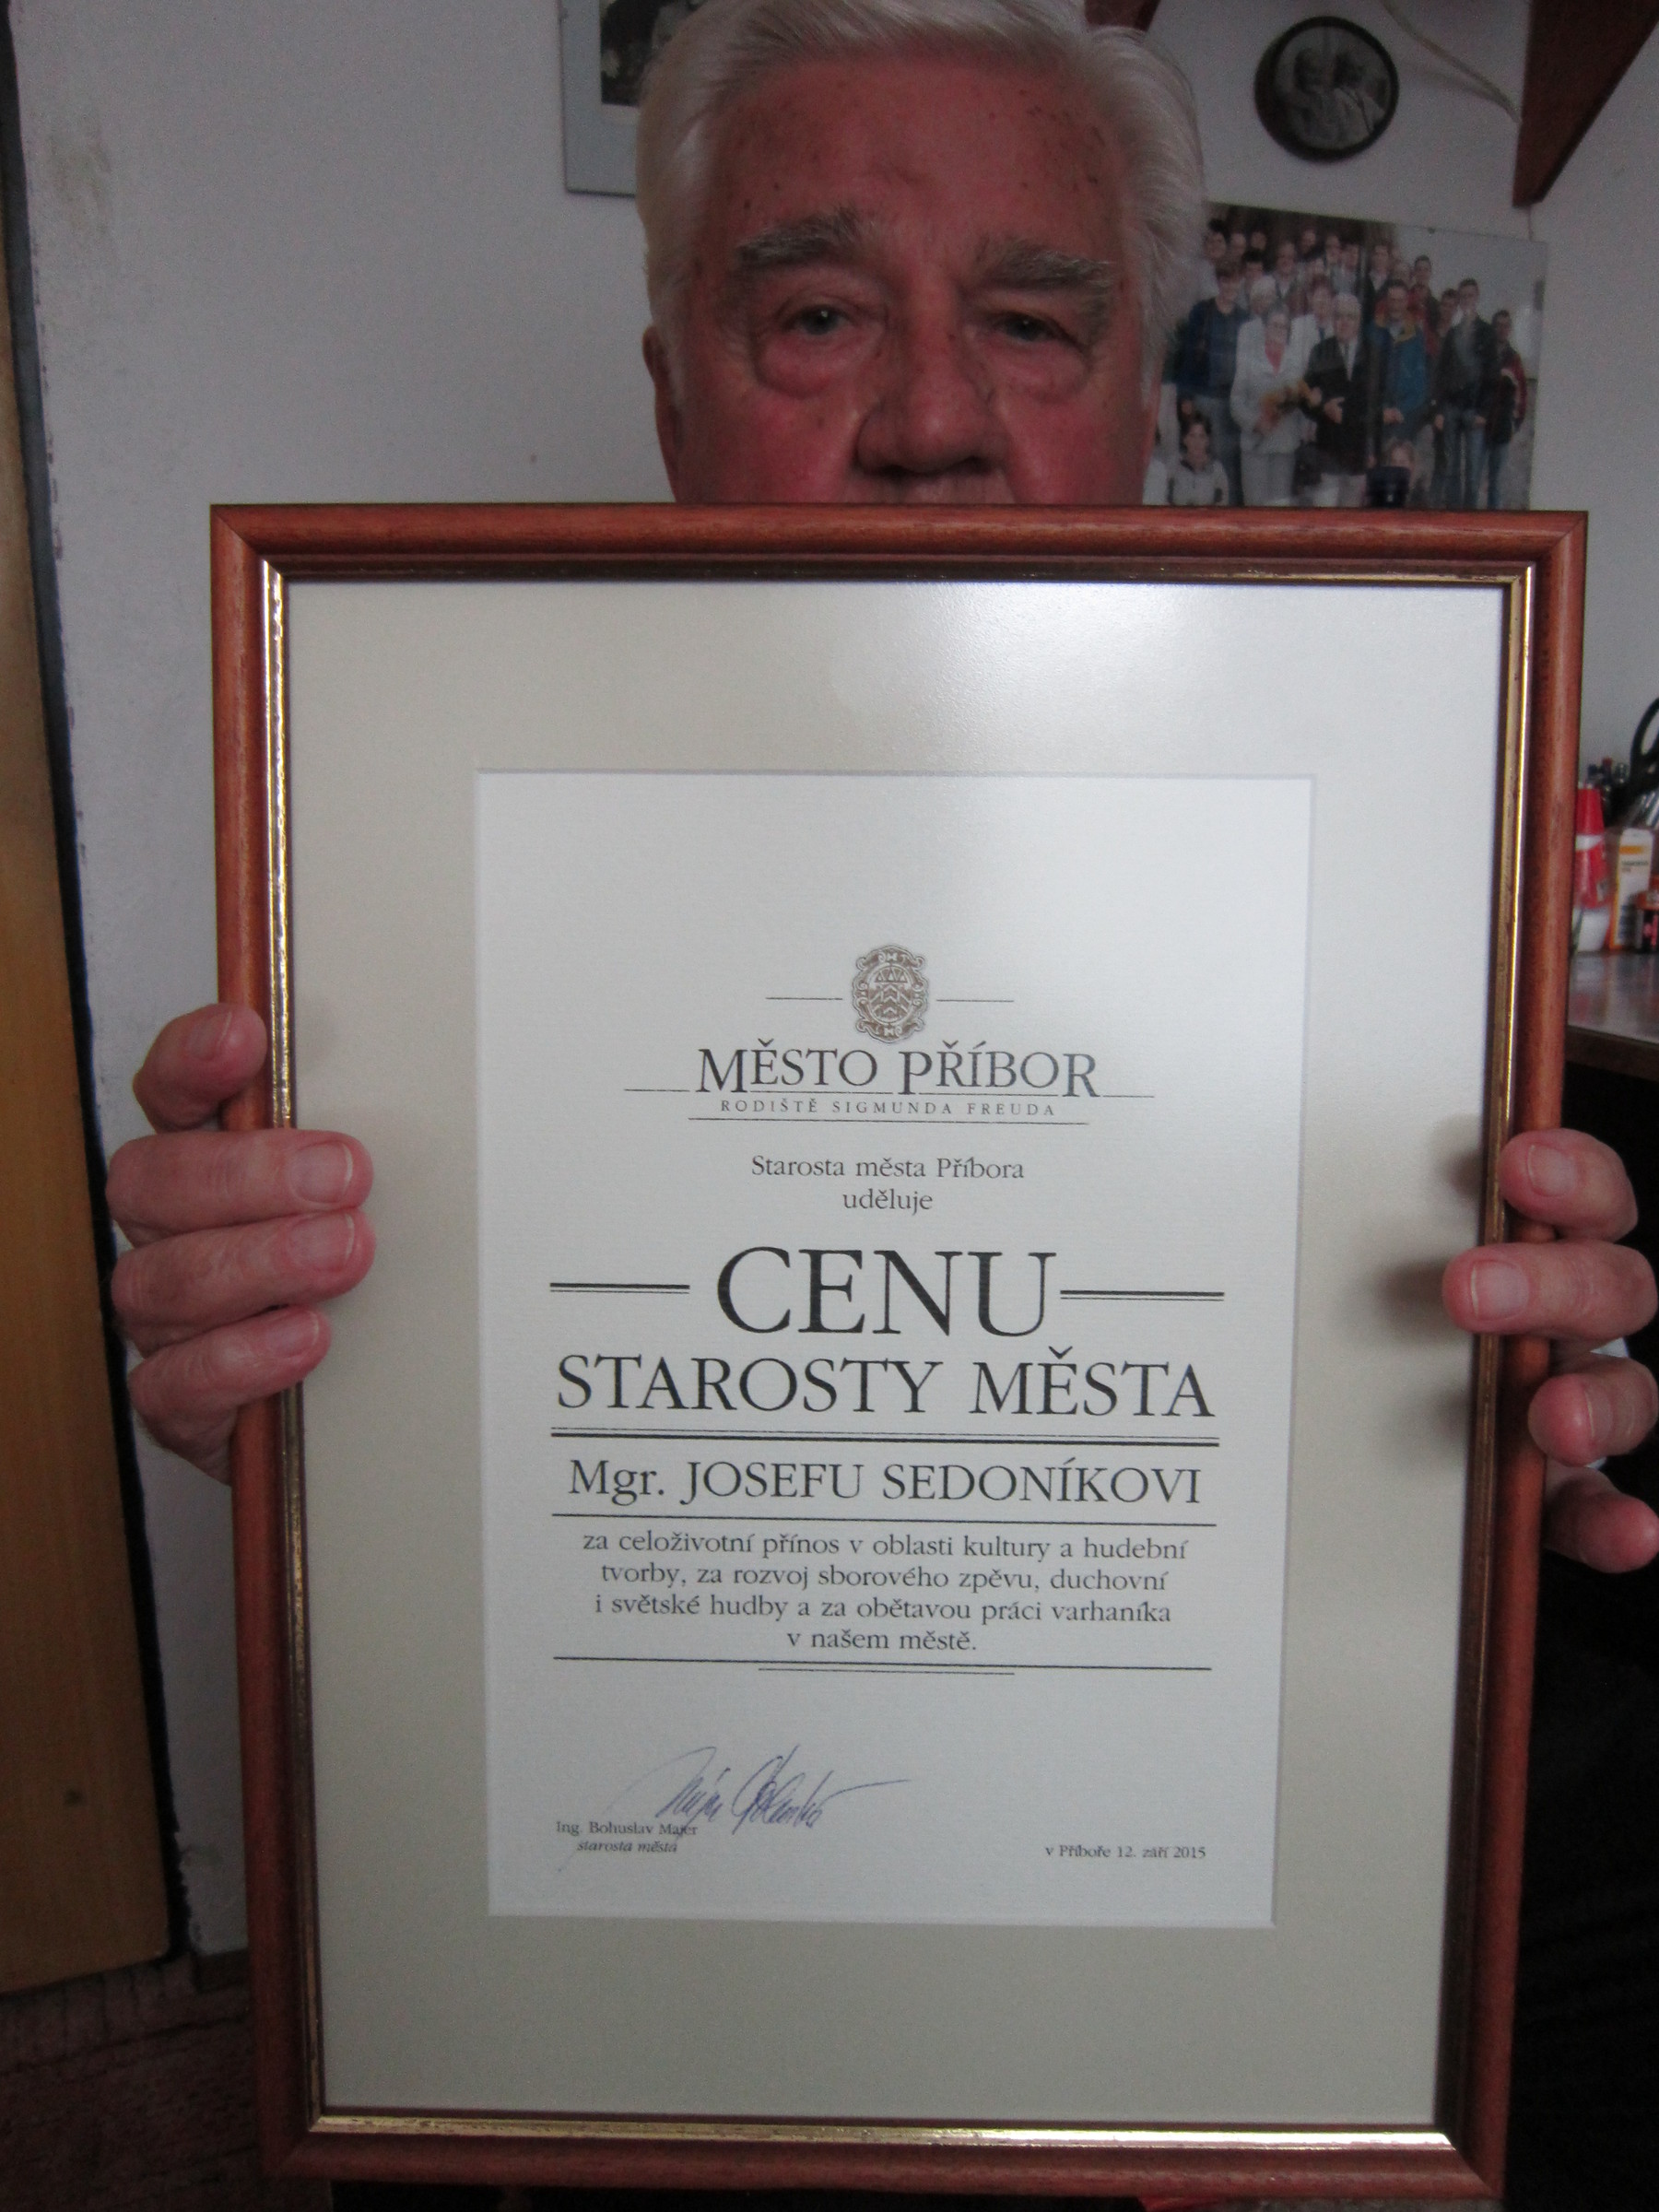 MĚSTO PŘÍBOR
RODIŠTĚ SIGMUNDA FREUDA
Starosta města Příbora
uděluje
CENU
STAROSTY MĚSTA
Mgr. JOSEFU SEDONÍKOVI
za celoživotní přínos v oblasti kultury a hudební
tvorby, za rozvoj sborového zpěvu, duchovní
i světské hudby a za obětavou práci varhaníka
v našem městě.
Ing. Bohuslav Majer
starosta města
v Příboře 12. září 2015